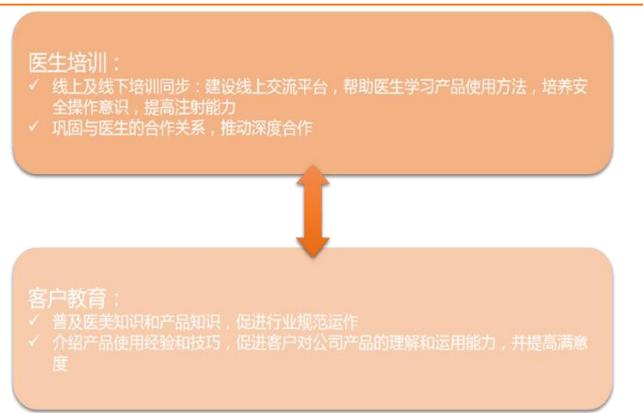 医生培训：
✓ 线上及线下培训同步：建设线上交流平台，帮助医生学习产品使用方法，培养安
全操作意识，提高注射能力
✓ 巩固与医生的合作关系，推动深度合作
客户教育：
✓ 普及医美知识和产品知识，促进行业规范运作
✓ 介绍产品使用经验和技巧，促进客户对公司产品的理解和运用能力，并提高满意
度